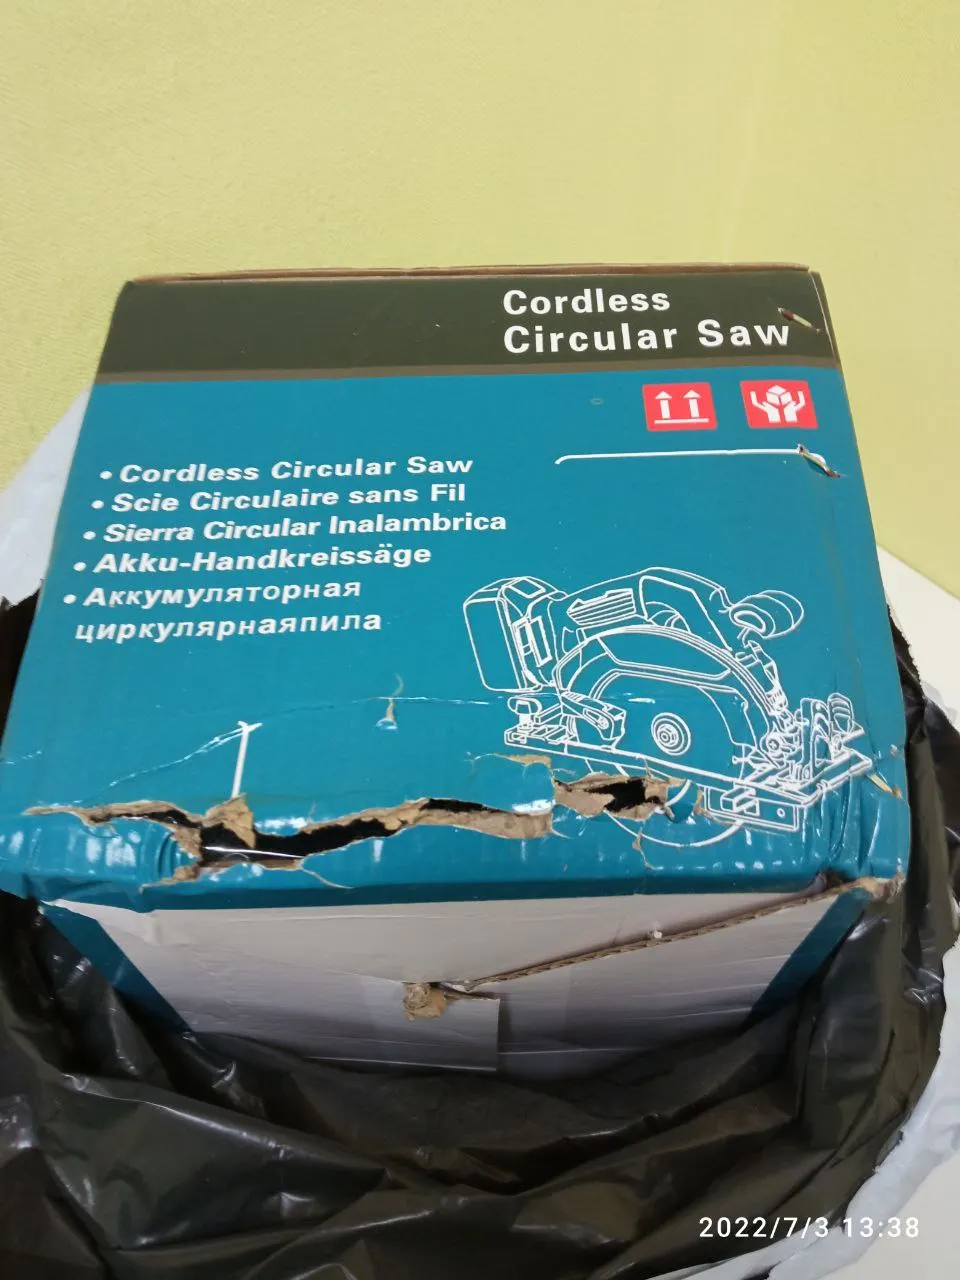 Cordless
Circular Saw
• Cordless Circular Saw
• Scie Circulaire sans Fil
• Sierra Circular Inalambrica
• Akku-Handkreissäge
• Аккумуляторная
циркулярнаяпила
2022/7/3 13:38